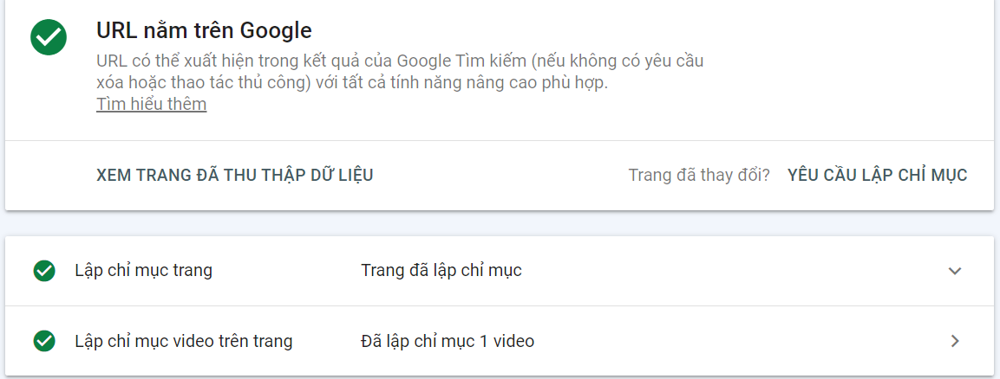 URL nằm trên Google
URL có thể xuất hiện trong kết quả của Google Tìm kiếm (nếu không có yêu cầu
xóa hoặc thao tác thủ công) với tất cả tính năng nâng cao phù hợp.
Tìm hiểu thêm
XEM TRANG ĐÃ THU THẬP DỮ LIỆU
Trang đã thay đổi? YÊU CẦU LẬP CHỈ MỤC
Lập chỉ mục trang
Trang đã lập chỉ mục
Lập chỉ mục video trên trang
Đã lập chỉ mục 1 video